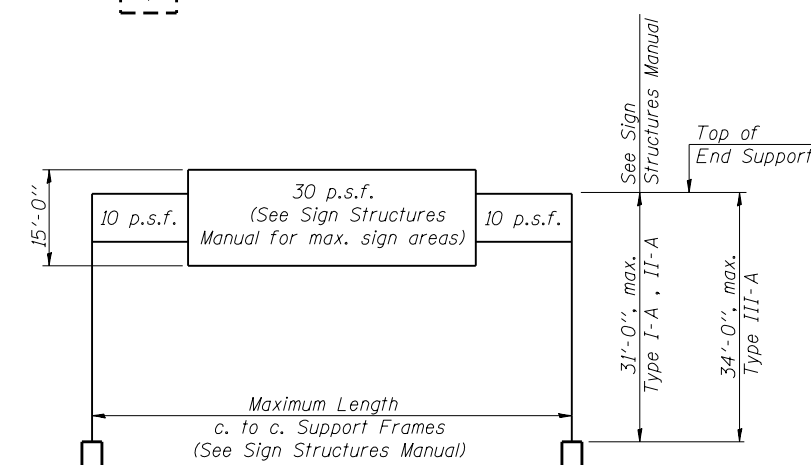 See Sign
Structures Manual
Top of
End Support
15'-0"
10 p.s.f.
30 p.s.f.
(See Sign Structures
Manual for max. sign areas)
10 p.s.f.
31'-0", max.
Type I-A , II-A
34'-0", max.
Type III-A
Maximum Length
c. to c. Support Frames
(See Sign Structures Manual)